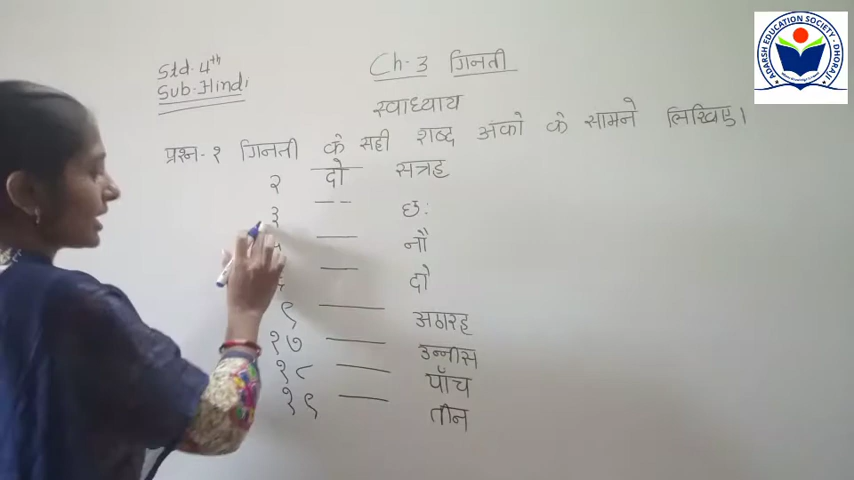 Std. 4th
Sub-Hindi
Ch-3 गिनती
स्वाध्याय
प्रश्न-१ गिनती के सही शब्द अंको के सामने लिखिए।
२ दो सत्रह
३ छः
नौ
दो
९ अठारह
१७ उन्नीस
१८ पाँच
१९ तीन
ADARSH EDUCATION SOCIETY, DHORAJI